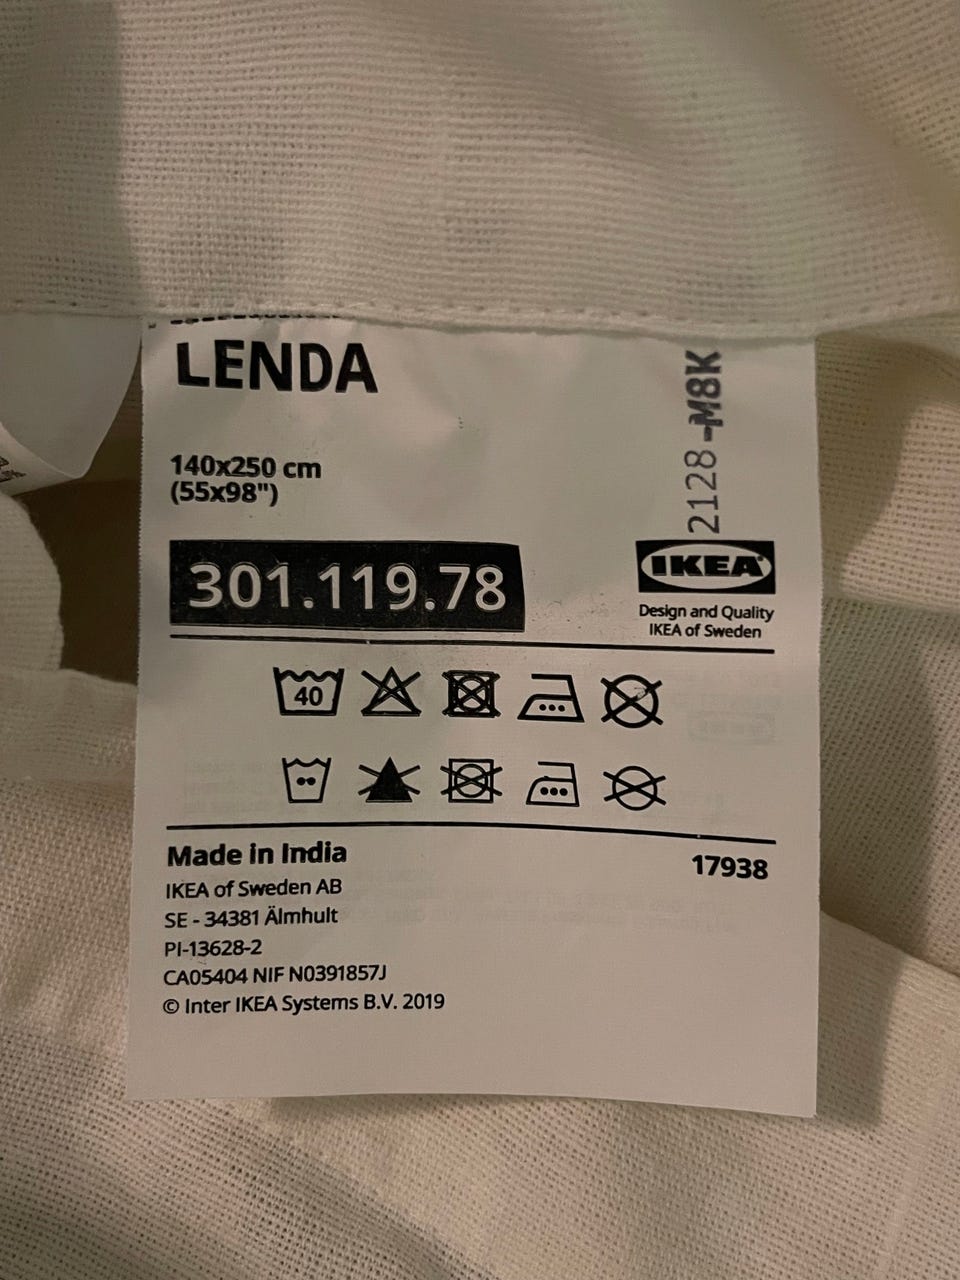 LENDA
2128-M8K
140x250 cm
(55x98")
301.119.78
IKEA
Design and Quality
IKEA of Sweden
40
Made in India
17938
IKEA of Sweden AB
SE - 34381 Älmhult
PI-13628-2
CA05404 NIF N0391857J
© Inter IKEA Systems B.V. 2019